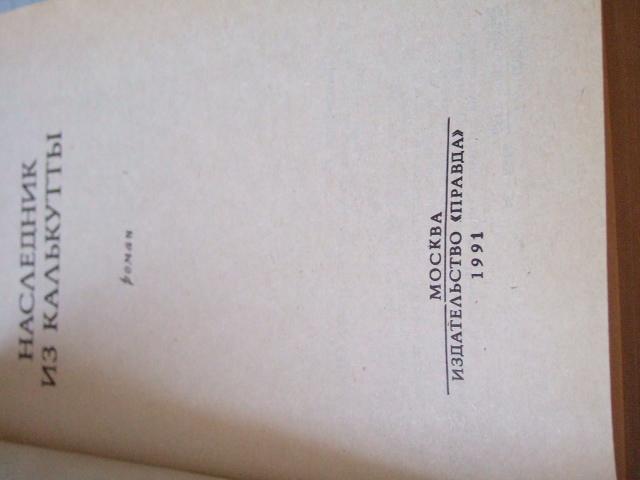 НАСЛЕДНИК
ИЗ КАЛЬКУТТЫ
роман
МОСКВА
ИЗДАТЕЛЬСТВО «ПРАВДА»
1991